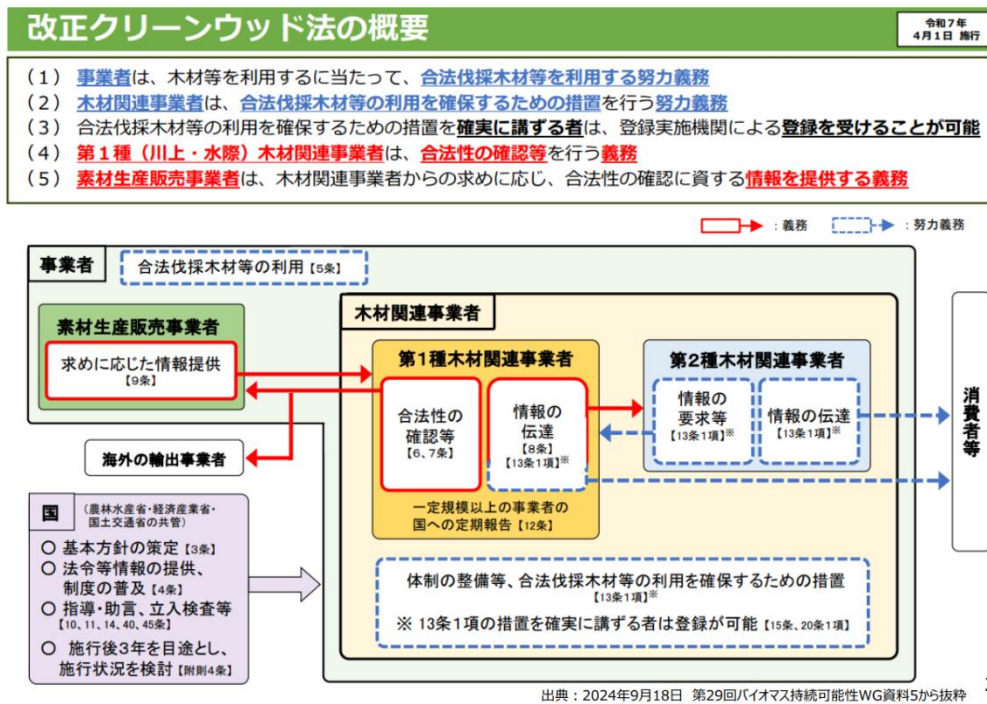 改正クリーンウッド法の概要
令和7年
4月1日 施行
(1) 事業者は、木材等を利用するに当たって、合法伐採木材等を利用する努力義務
(2) 木材関連事業者は、合法伐採木材等の利用を確保するための措置を行う努力義務
(3) 合法伐採木材等の利用を確保するための措置を確実に講ずる者は、登録実施機関による登録を受けることが可能
(4) 第1種(川上・水際)木材関連事業者は、合法性の確認等を行う義務
(5) 素材生産販売事業者は、木材関連事業者からの求めに応じ、合法性の確認に資する情報を提供する義務
:義務
:努力義務
事業者
合法伐採木材等の利用【5条】
素材生産販売事業者
求めに応じた情報提供
【9条】
海外の輸出事業者
木材関連事業者
第1種木材関連事業者
合法性の
確認等
【6、7条】
情報の
伝達
【8条】
【13条1項】※
一定規模以上の事業者の
国への定期報告【12条】
第2種木材関連事業者
情報の
要求等
【13条1項】※
情報の伝達
【13条1項】※
消費者等
体制の整備等、合法伐採木材等の利用を確保するための措置
【13条1項】※
※ 13条1項の措置を確実に講ずる者は登録が可能【15条、20条1項】
国
(農林水産省・経済産業省・
国土交通省の共管)
○ 基本方針の策定【3条】
○ 法令等情報の提供、
制度の普及【4条】
○ 指導・助言、立入検査等
【10、11、14、40、45条】
○ 施行後3年を目途とし、
施行状況を検討【附則4条】
出典:2024年9月18日 第29回バイオマス持続可能性WG資料5から抜粋